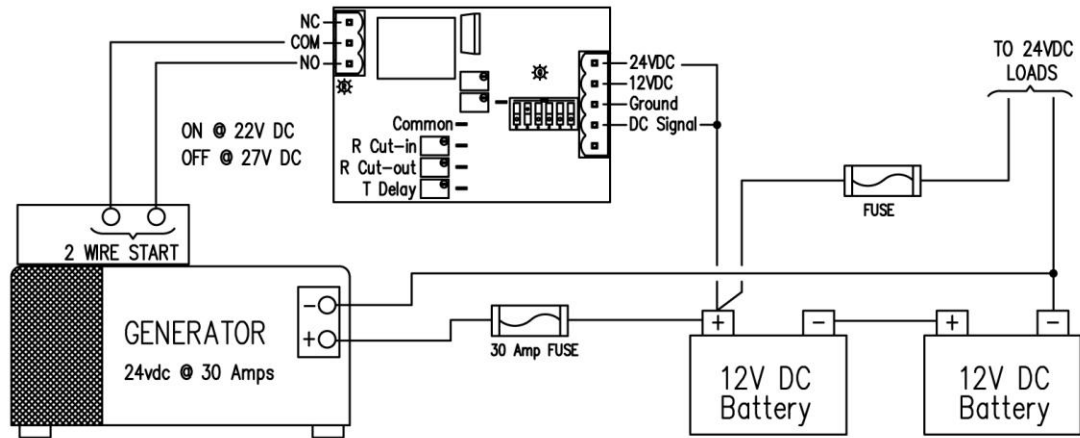 NC
COM
NO
24VDC
12VDC
Ground
DC Signal
Common
R Cut-in
R Cut-out
T Delay
ON @ 22V DC
OFF @ 27V DC
TO 24VDC
LOADS
FUSE
2 WIRE START
GENERATOR
24vdc @ 30 Amps
-
+
30 Amp FUSE
+
-
12V DC
Battery
+
-
12V DC
Battery